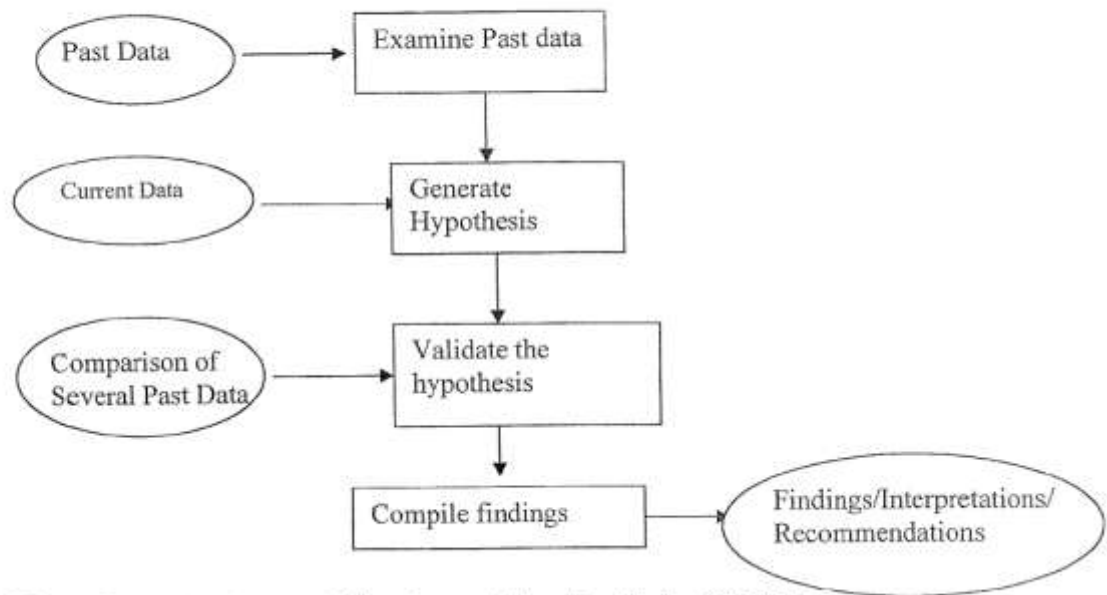 Past Data
Examine Past data
Current Data
Generate
Hypothesis
Comparison of
Several Past Data
Validate the
hypothesis
Compile findings
Findings/Interpretations/
Recommendations